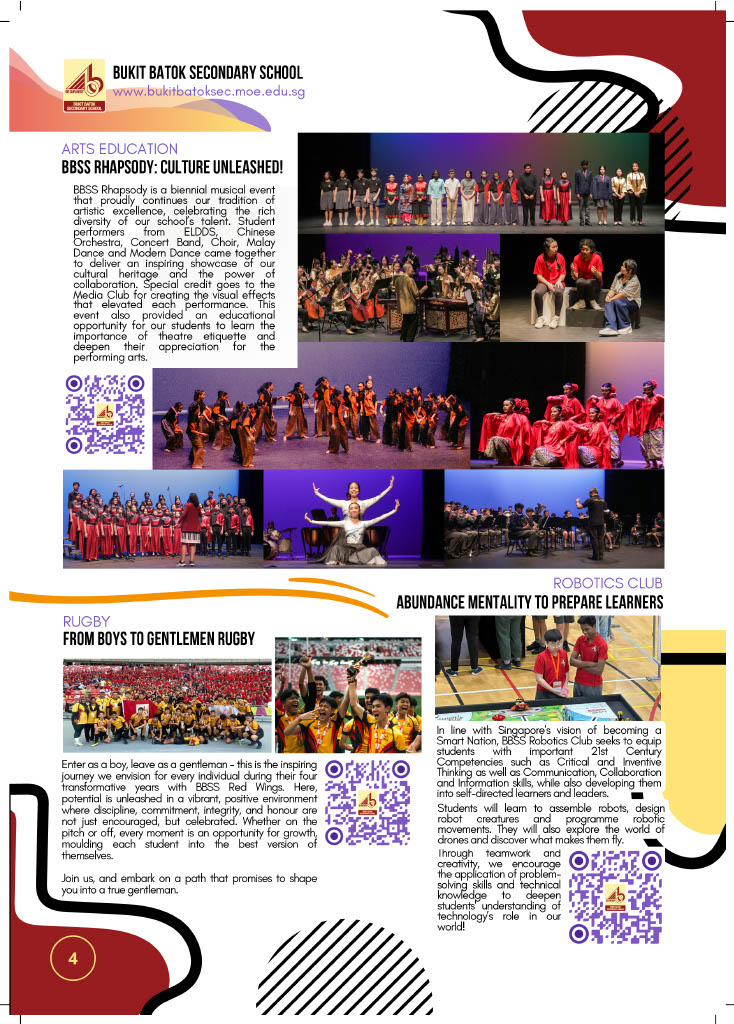 BUKIT BATOK SECONDARY SCHOOL
www.bukitbatoksec.moe.edu.sg
BUKIT BATOK
SECONDARY SCHOOL
ARTS EDUCATION
BBSS RHAPSODY: CULTURE UNLEASHED!
BBSS Rhapsody is a biennial musical event
that proudly continues our tradition of
artistic excellence, celebrating the rich
diversity of our school's talent. Student
performers from ELDDS, Chinese
Orchestra, Concert Band, Choir, Malay
Dance and Modern Dance came together
to deliver an inspiring showcase of our
cultural heritage and the power of
collaboration. Special credit goes to the
Media Club for creating the visual effects
that elevated each performance. This
event also provided an educational
opportunity for our students to learn the
importance of theatre etiquette and
deepen their appreciation for the
performing arts.
RUGBY
FROM BOYS TO GENTLEMEN RUGBY
Enter as a boy, leave as a gentleman - this is the inspiring
journey we envision for every individual during their four
transformative years with BBSS Red Wings. Here,
potential is unleashed in a vibrant, positive environment
where discipline, commitment, integrity, and honour are
not just encouraged, but celebrated. Whether on the
pitch or off, every moment is an opportunity for growth,
moulding each student into the best version of
themselves.
Join us, and embark on a path that promises to shape
you into a true gentleman.
ROBOTICS CLUB
ABUNDANCE MENTALITY TO PREPARE LEARNERS
In line with Singapore's vision of becoming a
Smart Nation, BBSS Robotics Club seeks to equip
students with important 21st Century
Competencies such as Critical and Inventive
Thinking as well as Communication, Collaboration
and Information skills, while also developing them
into self-directed learners and leaders.
Students will learn to assemble robots, design
robot creatures and programme robotic
movements. They will also explore the world of
drones and discover what makes them fly.
Through teamwork and
creativity, we encourage
the application of problem-
solving skills and technical
knowledge to deepen
students' understanding of
technology's role in our
world!
4